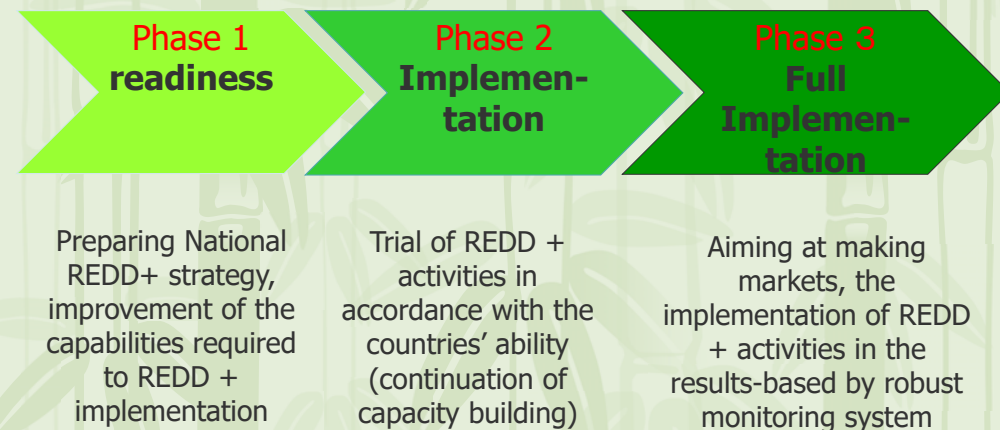 Phase 1
readiness
Phase 2
Implemen-
tation
Phase 3
Full
Implemen-
tation
Preparing National
REDD+ strategy,
improvement of the
capabilities required
to REDD +
implementation
Trial of REDD +
activities in
accordance with the
countries’ ability
(continuation of
capacity building)
Aiming at making
markets, the
implementation of REDD
+ activities in the
results-based by robust
monitoring system